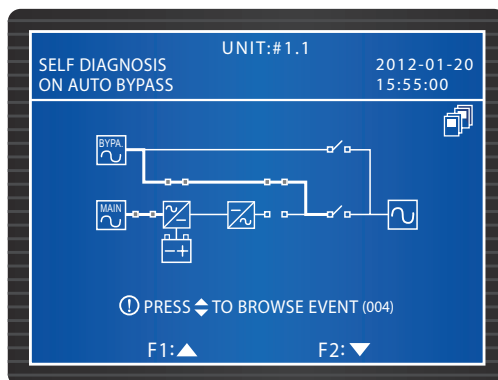 UNIT:#1.1
SELF DIAGNOSIS
2012-01-20
ON AUTO BYPASS
15:55:00
BYPA.
MAIN
PRESS TO BROWSE EVENT (004)
F1:
F2: